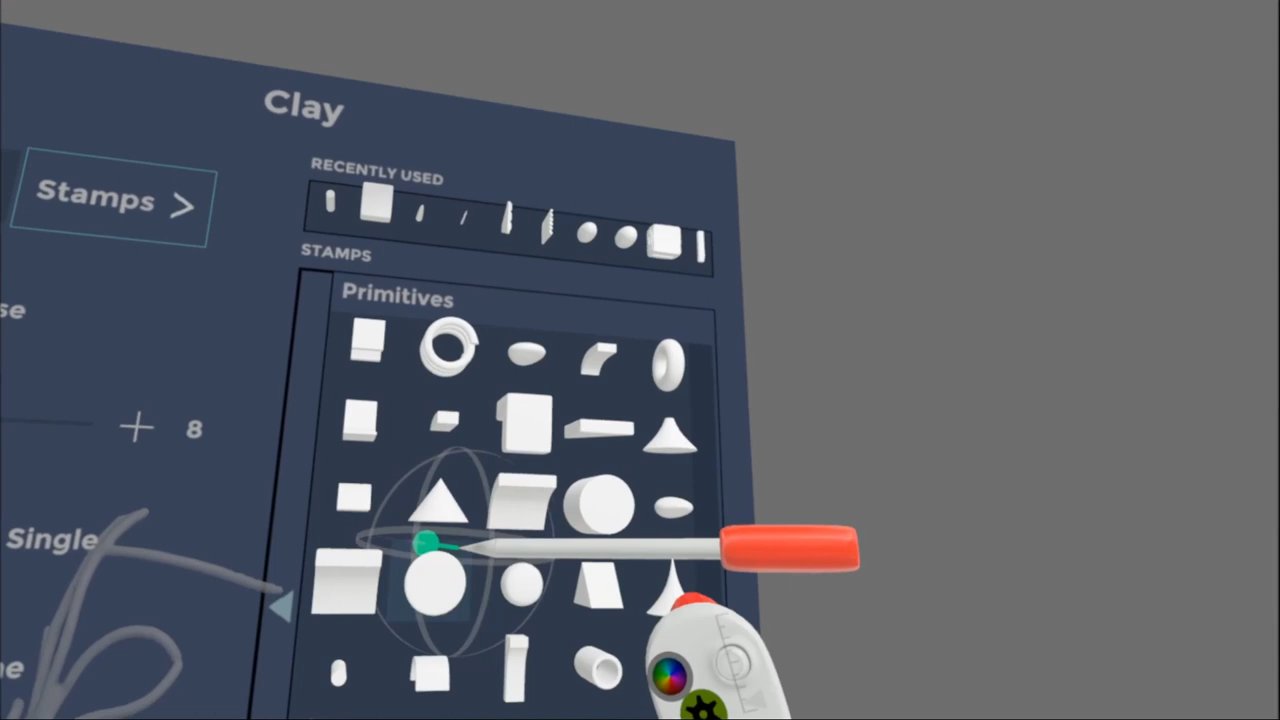 Clay
Stamps >
RECENTLY USED
STAMPS
Primitives
se
+ 8
Single
ne